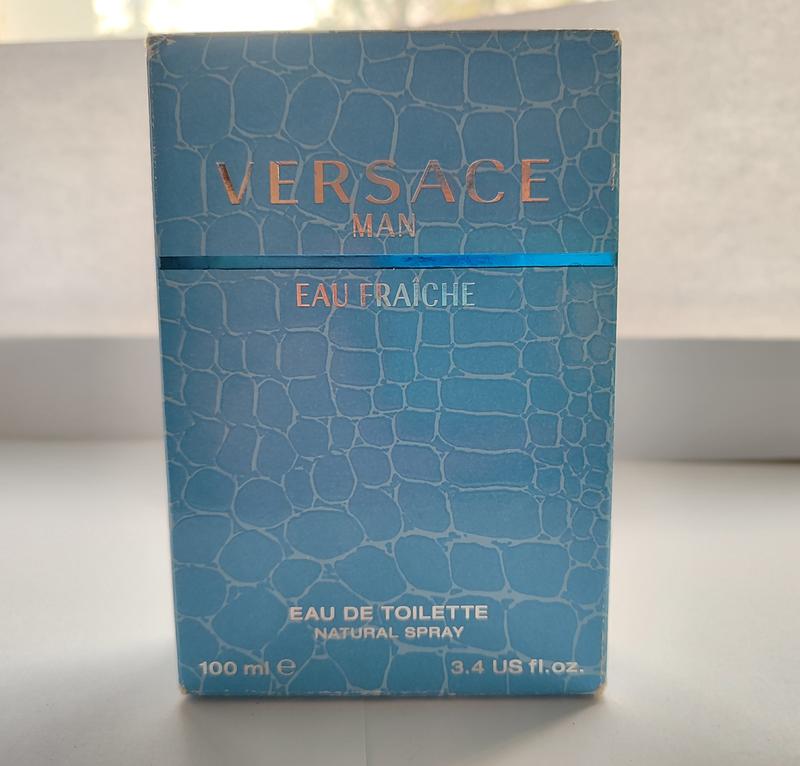 VERSACE
MAN
EAU FRAÎCHE
EAU DE TOILETTE
NATURAL SPRAY
100 ml ℮ 3.4 US fl.oz.